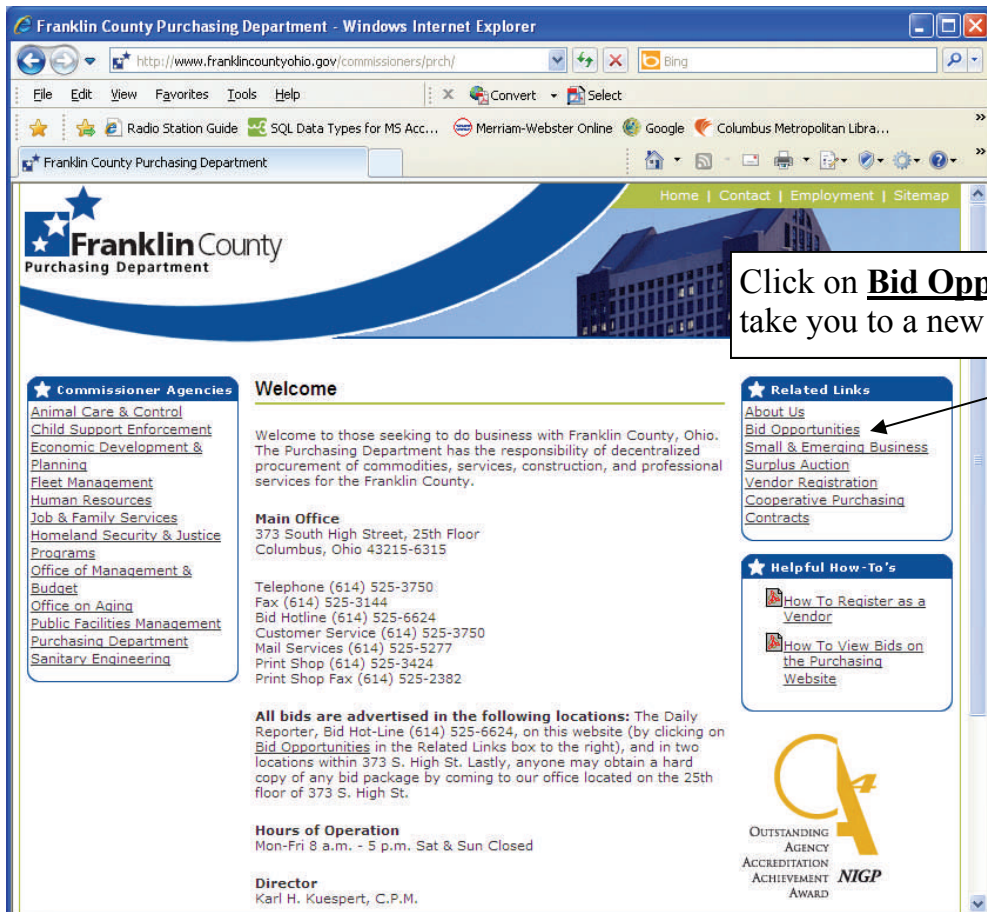 Franklin County Purchasing Department - Windows Internet Explorer
http://www.franklincountyohio.gov/commissioners/prch/
Bing
File Edit View Favorites Tools Help
Convert Select
Radio Station Guide SQL Data Types for MS Acc... Merriam-Webster Online Google Columbus Metropolitan Libra...
Franklin County Purchasing Department
Home | Contact | Employment | Sitemap
Franklin County
Purchasing Department
Click on Bid Opp
take you to a new
Commissioner Agencies
Animal Care & Control
Child Support Enforcement
Economic Development &
Planning
Fleet Management
Human Resources
Job & Family Services
Homeland Security & Justice
Programs
Office of Management &
Budget
Office on Aging
Public Facilities Management
Purchasing Department
Sanitary Engineering
Welcome
Welcome to those seeking to do business with Franklin County, Ohio.
The Purchasing Department has the responsibility of decentralized
procurement of commodities, services, construction, and professional
services for the Franklin County.
Main Office
373 South High Street, 25th Floor
Columbus, Ohio 43215-6315
Telephone (614) 525-3750
Fax (614) 525-3144
Bid Hotline (614) 525-6624
Customer Service (614) 525-3750
Mail Services (614) 525-5277
Print Shop (614) 525-3424
Print Shop Fax (614) 525-2382
All bids are advertised in the following locations: The Daily
Reporter, Bid Hot-Line (614) 525-6624, on this website (by clicking on
Bid Opportunities in the Related Links box to the right), and in two
locations within 373 S. High St. Lastly, anyone may obtain a hard
copy of any bid package by coming to our office located on the 25th
floor of 373 S. High St.
Hours of Operation
Mon-Fri 8 a.m. - 5 p.m. Sat & Sun Closed
Director
Karl H. Kuespert, C.P.M.
Related Links
About Us
Bid Opportunities
Small & Emerging Business
Surplus Auction
Vendor Registration
Cooperative Purchasing
Contracts
Helpful How-To's
How To Register as a
Vendor
How To View Bids on
the Purchasing
Website
OA4
OUTSTANDING
AGENCY
ACCREDITATION
ACHIEVEMENT NIGP
AWARD